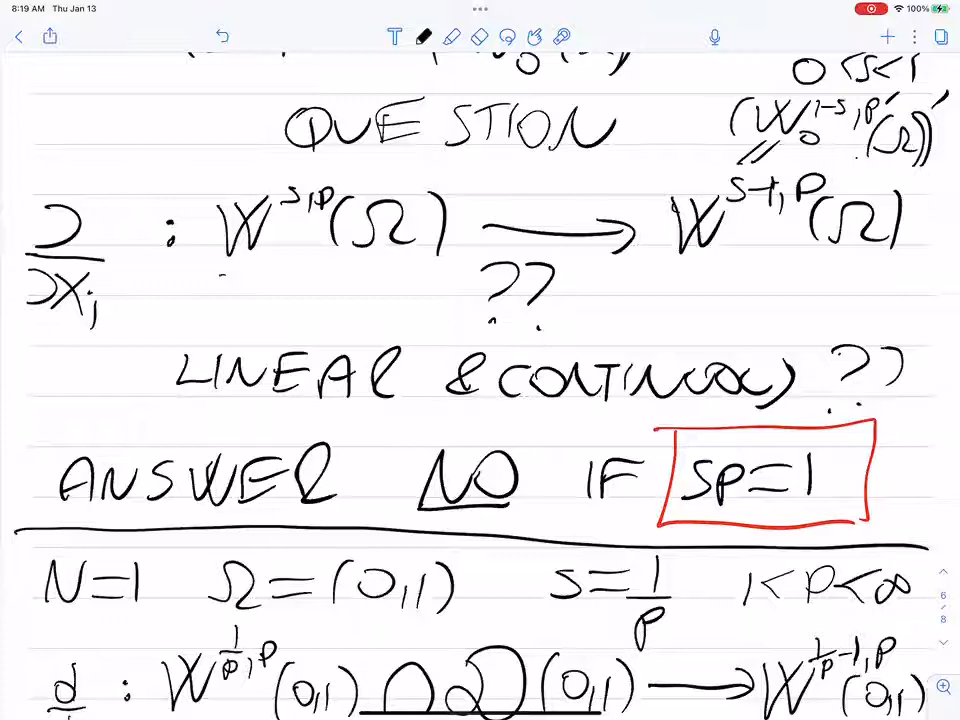 8:19 AM Thu Jan 13
100%
0 < s < 1
QUESTION (W₀^{1-s, p'}(Ω))'
∂/∂x_j : W^{s,p}(Ω) ⟶ W^{s-1, p}(Ω)
??
LINEAR & CONTINUOUS ??
ANSWER NO IF sp=1
N=1 Ω=(0,1) s=1/p 1<p<∞
d : W^{1/p, p}(0,1) ∩ D(0,1) ⟶ W^{1/p-1, p}(0,1)
6
/
8